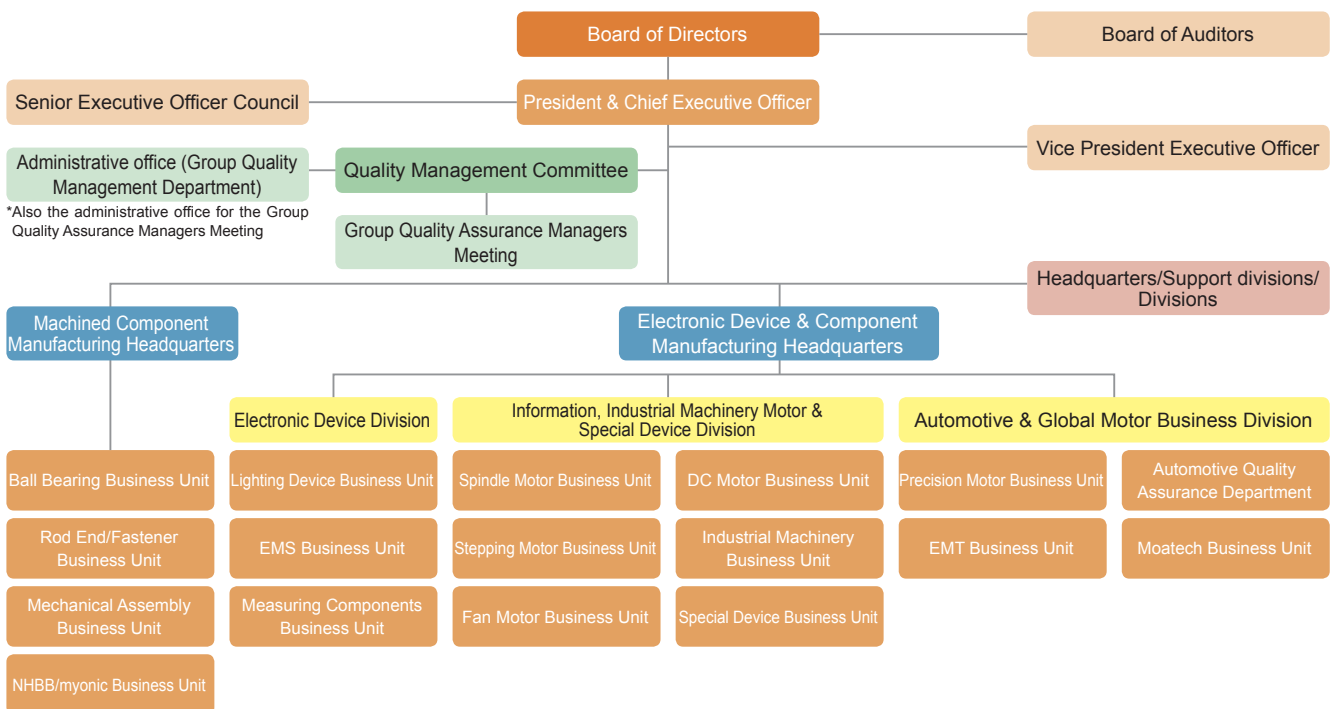 Board of Directors
Board of Auditors
Senior Executive Officer Council
President & Chief Executive Officer
Vice President Executive Officer
Administrative office (Group Quality
Management Department)
*Also the administrative office for the Group
Quality Assurance Managers Meeting
Quality Management Committee
Group Quality Assurance Managers
Meeting
Headquarters/Support divisions/
Divisions
Machined Component
Manufacturing Headquarters
Electronic Device & Component
Manufacturing Headquarters
Electronic Device Division
Information, Industrial Machinery Motor &
Special Device Division
Automotive & Global Motor Business Division
Ball Bearing Business Unit
Rod End/Fastener
Business Unit
Mechanical Assembly
Business Unit
NHBB/myonic Business Unit
Lighting Device Business Unit
EMS Business Unit
Measuring Components
Business Unit
Spindle Motor Business Unit
Stepping Motor Business Unit
Fan Motor Business Unit
DC Motor Business Unit
Industrial Machinery
Business Unit
Special Device Business Unit
Precision Motor Business Unit
EMT Business Unit
Automotive Quality
Assurance Department
Moatech Business Unit